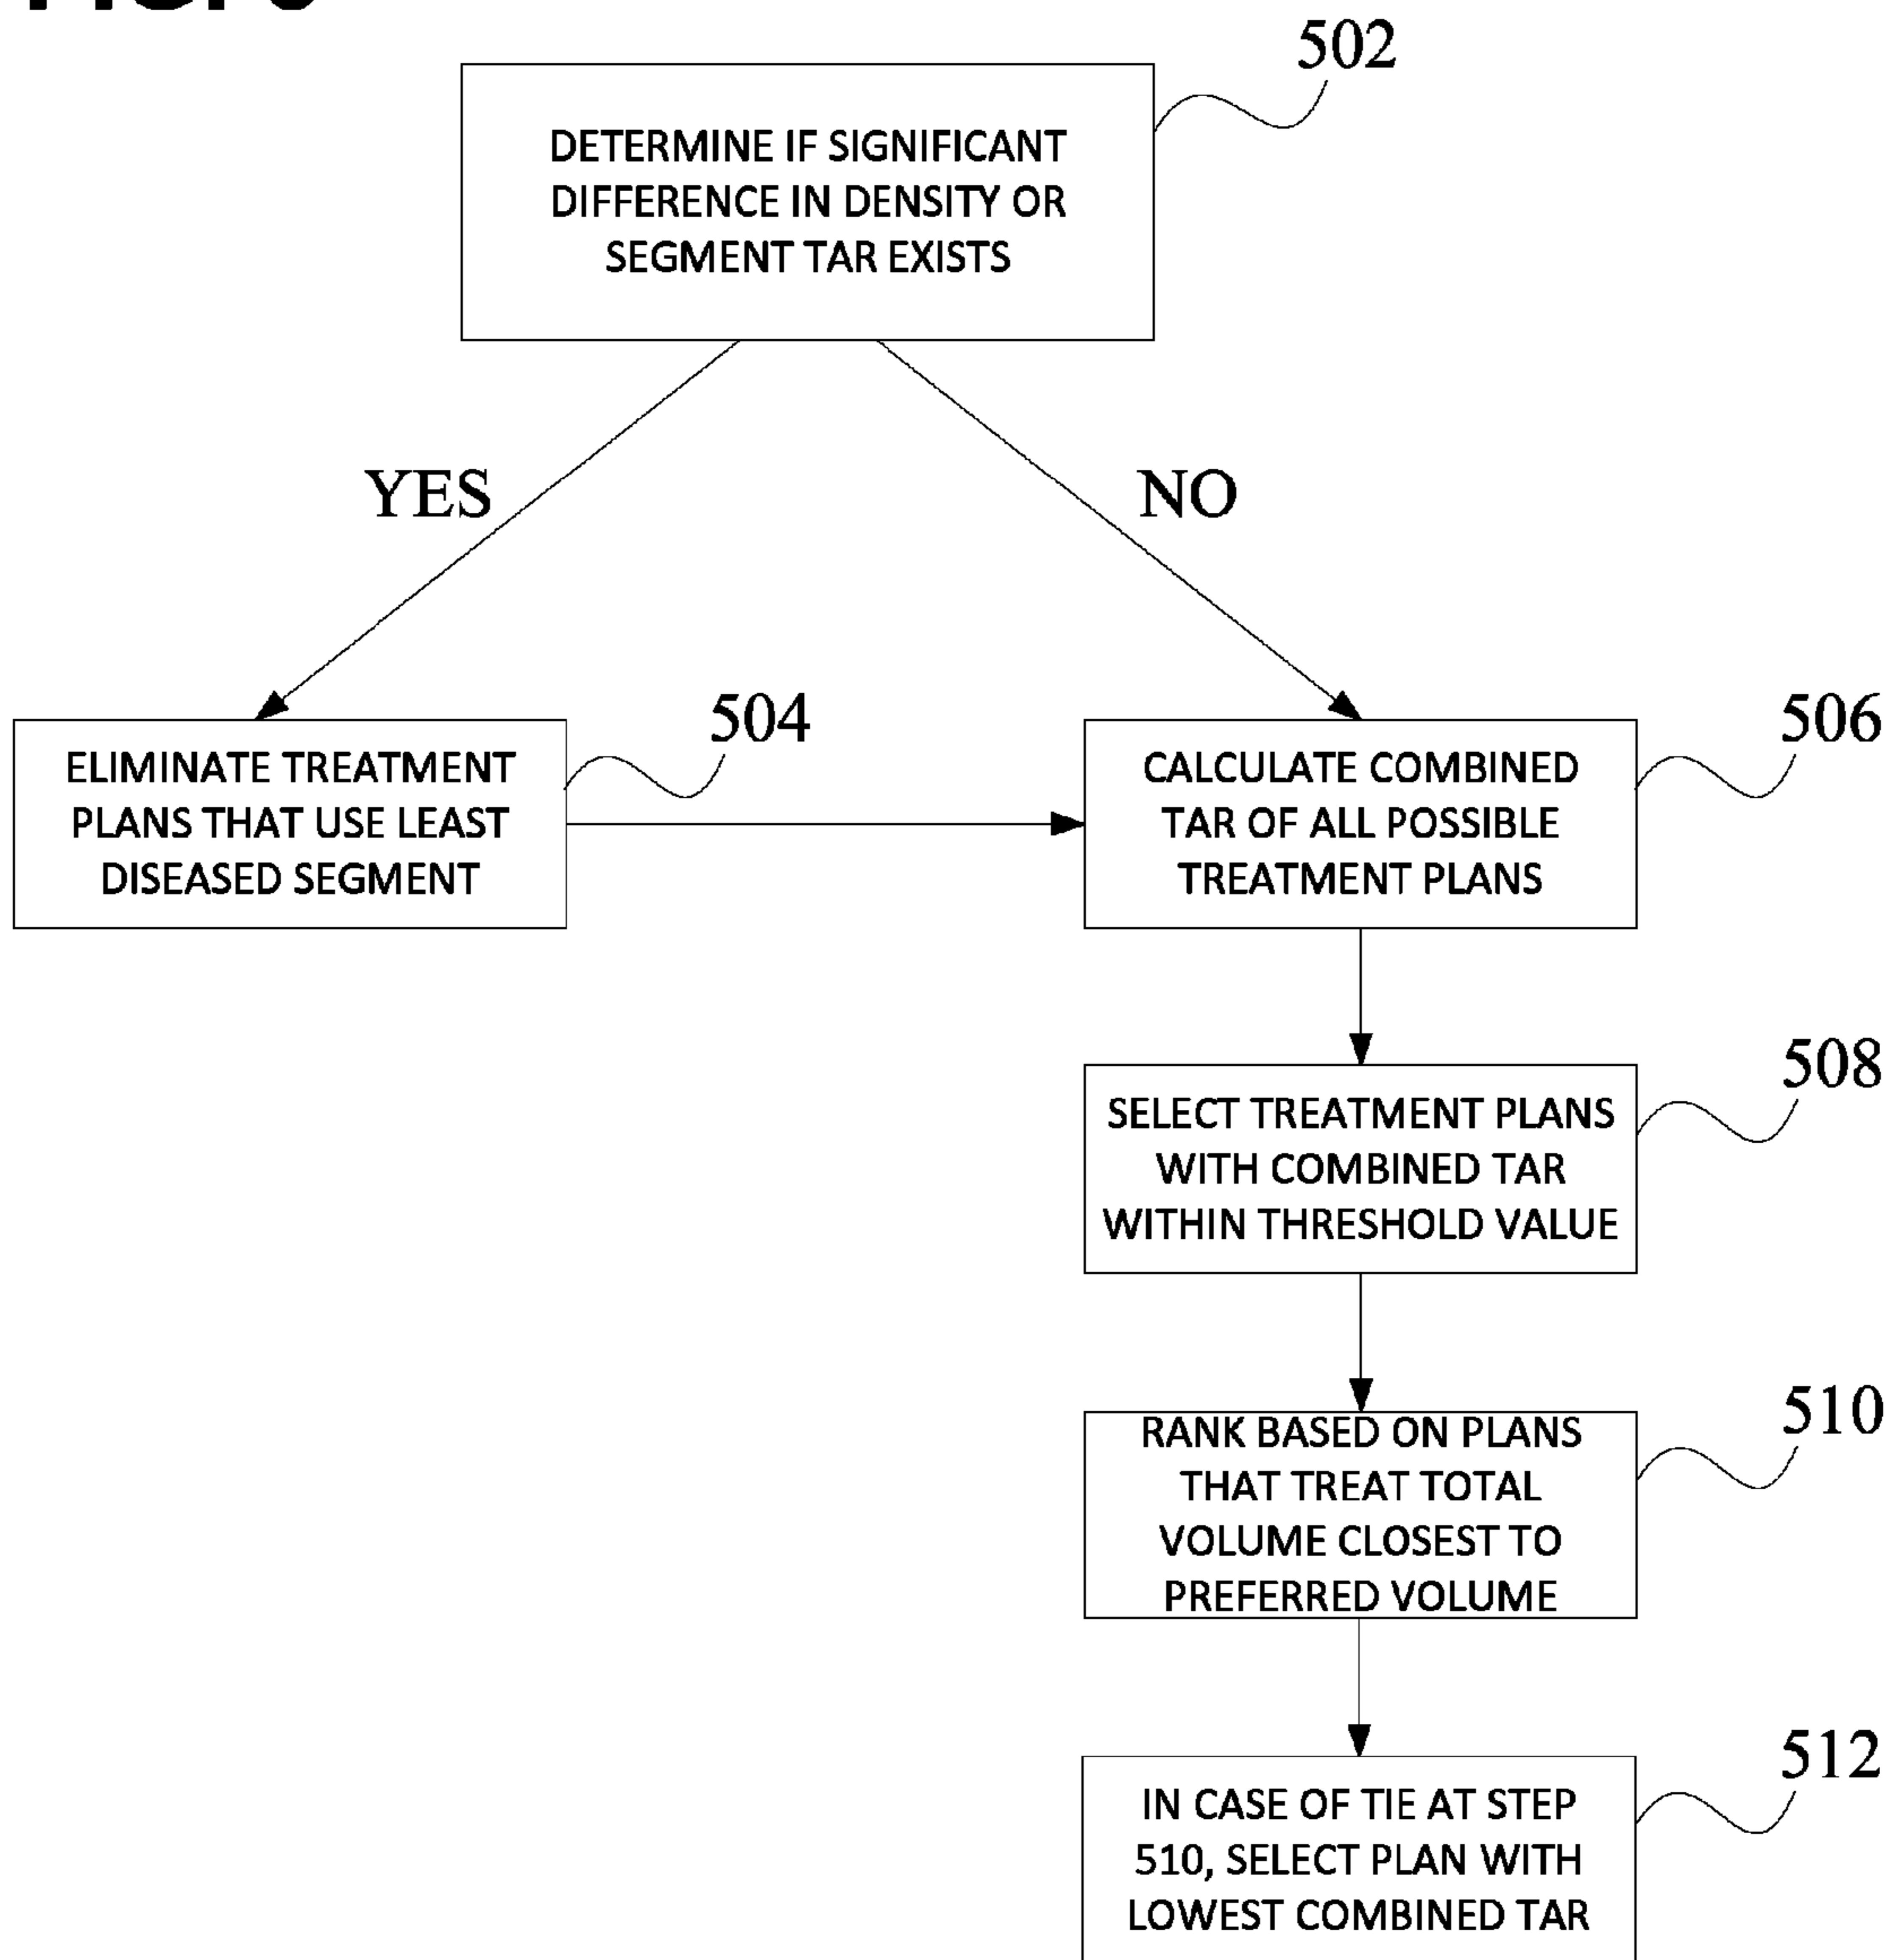 502
DETERMINE IF SIGNIFICANT
DIFFERENCE IN DENSITY OR
SEGMENT TAR EXISTS
YES
NO
504
506
ELIMINATE TREATMENT
PLANS THAT USE LEAST
DISEASED SEGMENT
CALCULATE COMBINED
TAR OF ALL POSSIBLE
TREATMENT PLANS
508
SELECT TREATMENT PLANS
WITH COMBINED TAR
WITHIN THRESHOLD VALUE
510
RANK BASED ON PLANS
THAT TREAT TOTAL
VOLUME CLOSEST TO
PREFERRED VOLUME
512
IN CASE OF TIE AT STEP
510, SELECT PLAN WITH
LOWEST COMBINED TAR